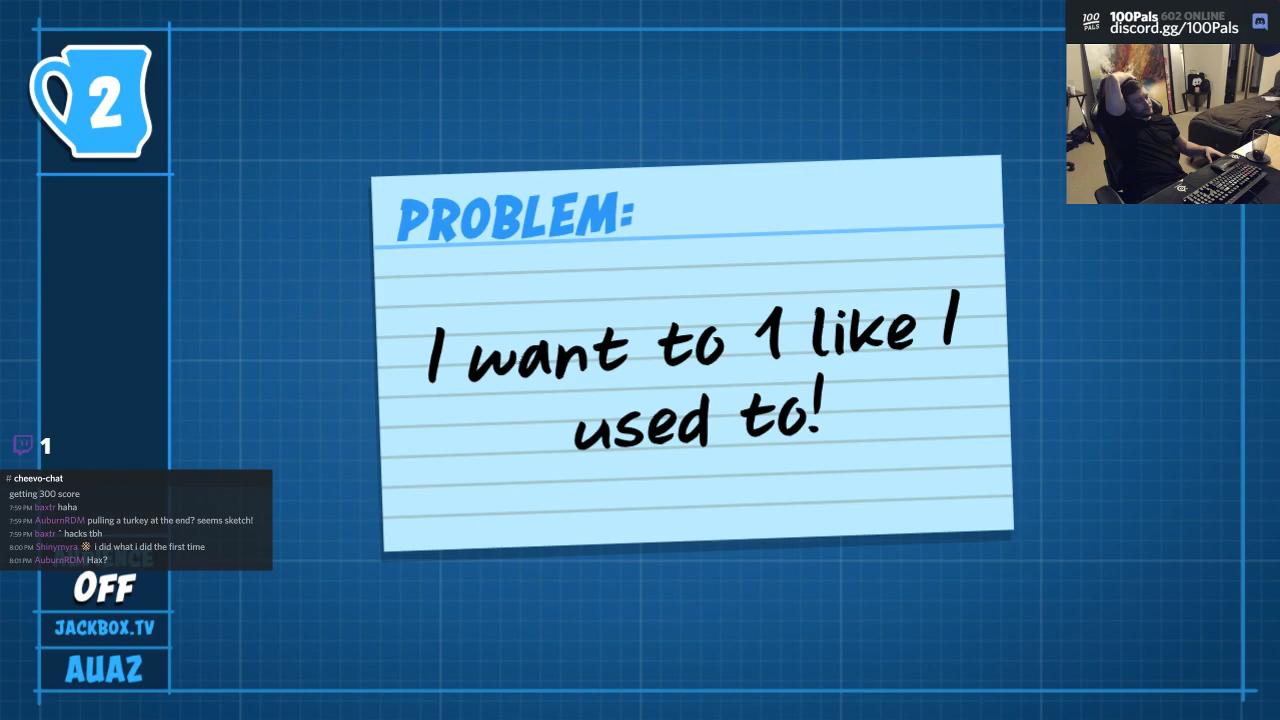 2
100 PALS
100Pals 602 ONLINE
discord.gg/100Pals
PROBLEM:
I want to 1 like I
used to!
1
# cheevo-chat
getting 300 score
7:59 PM baxtr haha
7:59 PM AuburnRDM pulling a turkey at the end? seems sketch!
7:59 PM baxtr ^ hacks tbh
8:00 PM Shinymyra i did what i did the first time
8:01 PM AuburnRDM Hax?
OFF
JACKBOX.TV
AUAZ